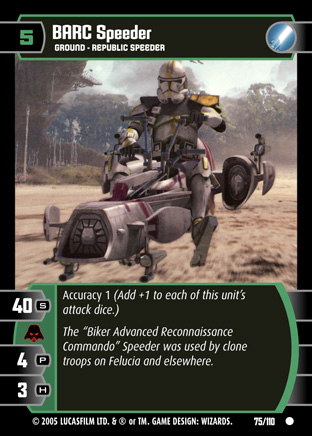 5 BARC Speeder
GROUND - REPUBLIC SPEEDER
40 S
Accuracy 1 (Add +1 to each of this unit's
attack dice.)
The "Biker Advanced Reconnaissance
Commando" Speeder was used by clone
troops on Felucia and elsewhere.
4 P
3 H
© 2005 LUCASFILM LTD. & ® or TM. GAME DESIGN: WIZARDS. 75/110